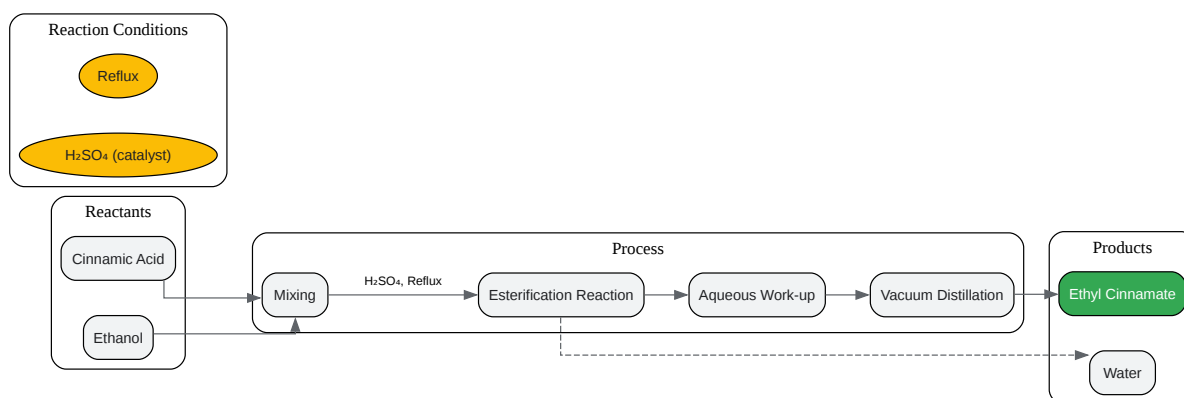 Reaction Conditions
Reflux
H₂SO₄ (catalyst)
Reactants
Cinnamic Acid
Ethanol
Process
Mixing
H₂SO₄, Reflux
Esterification Reaction
Aqueous Work-up
Vacuum Distillation
Products
Ethyl Cinnamate
Water